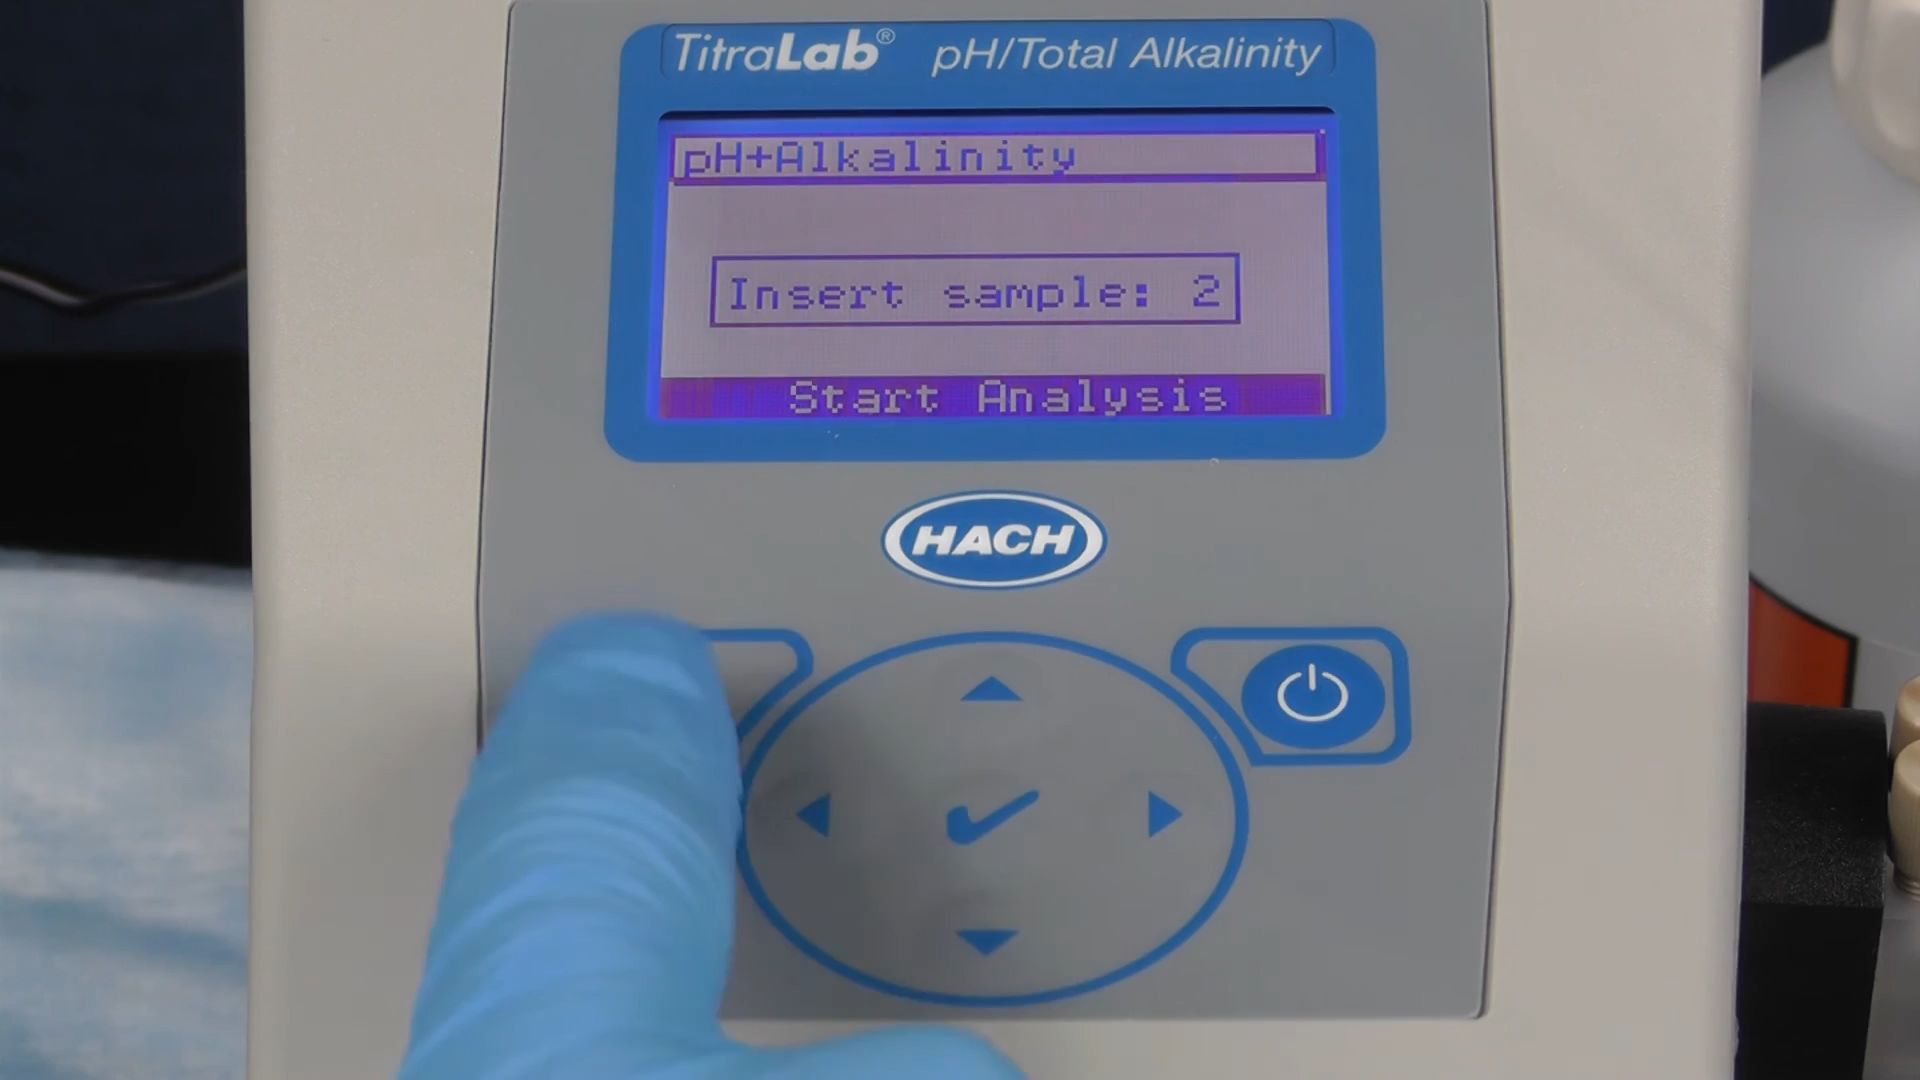 TitraLab® pH/Total Alkalinity
pH+Alkalinity
Insert sample: 2
Start Analysis
HACH